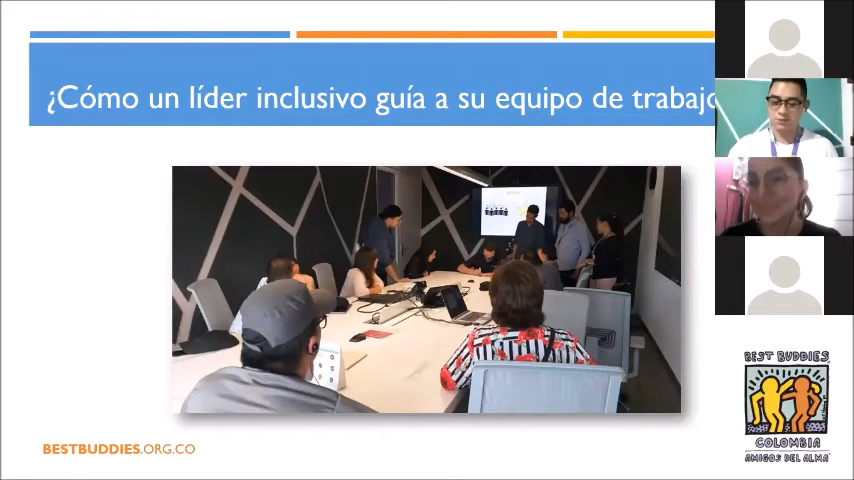 ¿Cómo un líder inclusivo guía a su equipo de trabajo
BEST BUDDIES
COLOMBIA
AMIGOS DEL ALMA
BESTBUDDIES.ORG.CO